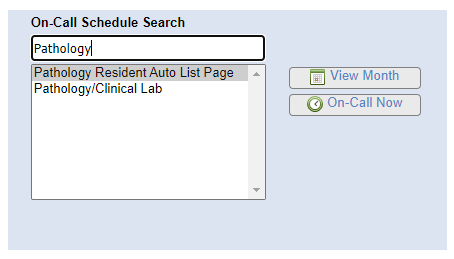 On-Call Schedule Search
Pathology
Pathology Resident Auto List Page
Pathology/Clinical Lab
View Month
On-Call Now